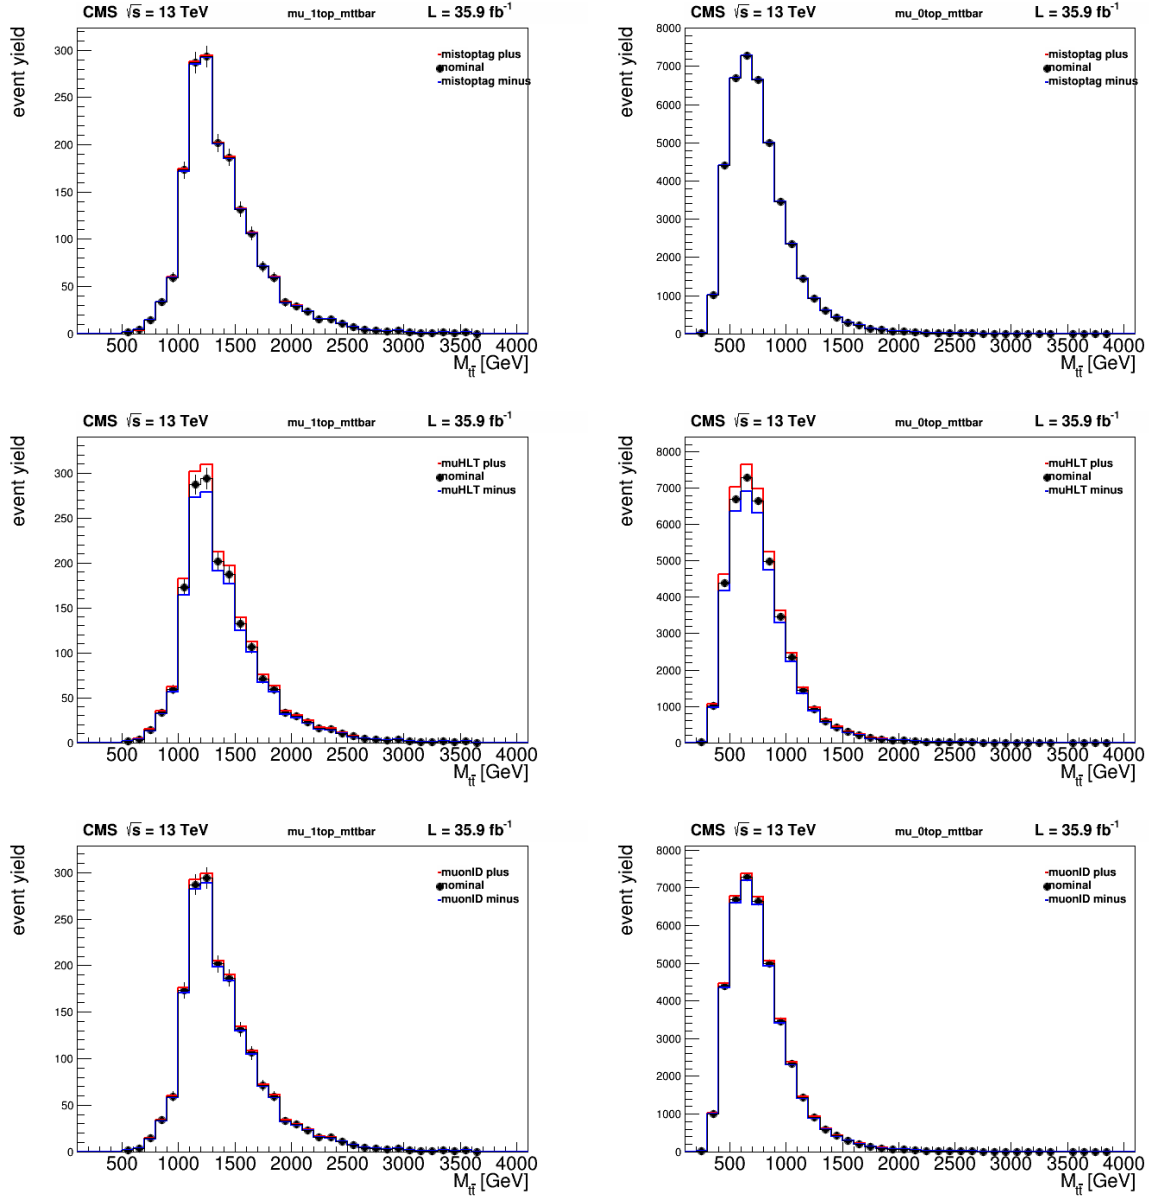 CMS √s = 13 TeV mu_1top_mttbar L = 35.9 fb-1
event yield
mistoptag plus
nominal
mistoptag minus
300
250
200
150
100
50
0
500 1000 1500 2000 2500 3000 3500 4000
Mtt̄ [GeV]
CMS √s = 13 TeV mu_0top_mttbar L = 35.9 fb-1
event yield
mistoptag plus
nominal
mistoptag minus
8000
7000
6000
5000
4000
3000
2000
1000
0
500 1000 1500 2000 2500 3000 3500 4000
Mtt̄ [GeV]
CMS √s = 13 TeV mu_1top_mttbar L = 35.9 fb-1
event yield
muHLT plus
nominal
muHLT minus
300
250
200
150
100
50
0
500 1000 1500 2000 2500 3000 3500 4000
Mtt̄ [GeV]
CMS √s = 13 TeV mu_0top_mttbar L = 35.9 fb-1
event yield
muHLT plus
nominal
muHLT minus
8000
7000
6000
5000
4000
3000
2000
1000
0
500 1000 1500 2000 2500 3000 3500 4000
Mtt̄ [GeV]
CMS √s = 13 TeV mu_1top_mttbar L = 35.9 fb-1
event yield
muonID plus
nominal
muonID minus
300
250
200
150
100
50
0
500 1000 1500 2000 2500 3000 3500 4000
Mtt̄ [GeV]
CMS √s = 13 TeV mu_0top_mttbar L = 35.9 fb-1
event yield
muonID plus
nominal
muonID minus
8000
7000
6000
5000
4000
3000
2000
1000
0
500 1000 1500 2000 2500 3000 3500 4000
Mtt̄ [GeV]